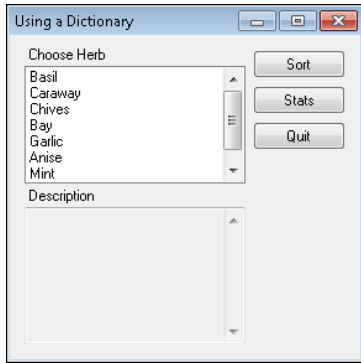 Using a Dictionary
Choose Herb
Sort
Basil
Caraway
Chives
Bay
Garlic
Anise
Mint
Stats
Quit
Description